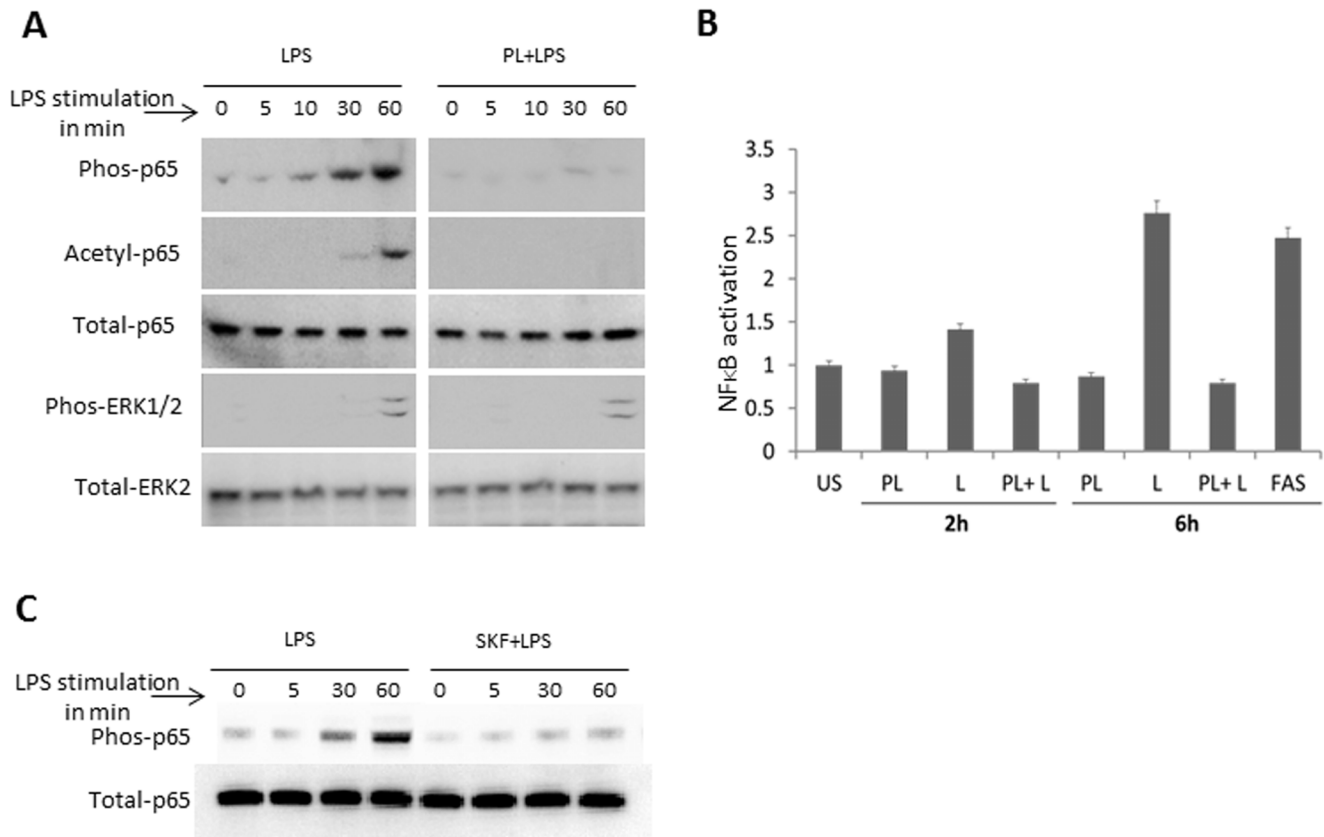 A
LPS PL+LPS
LPS stimulation
in min
0 5 10 30 60 0 5 10 30 60
Phos-p65
Acetyl-p65
Total-p65
Phos-ERK1/2
Total-ERK2
B
NFκB activation
3.5
3
2.5
2
1.5
1
0.5
0
US PL L PL+ L PL L PL+ L FAS
2h 6h
C
LPS SKF+LPS
LPS stimulation
in min
0 5 30 60 0 5 30 60
Phos-p65
Total-p65